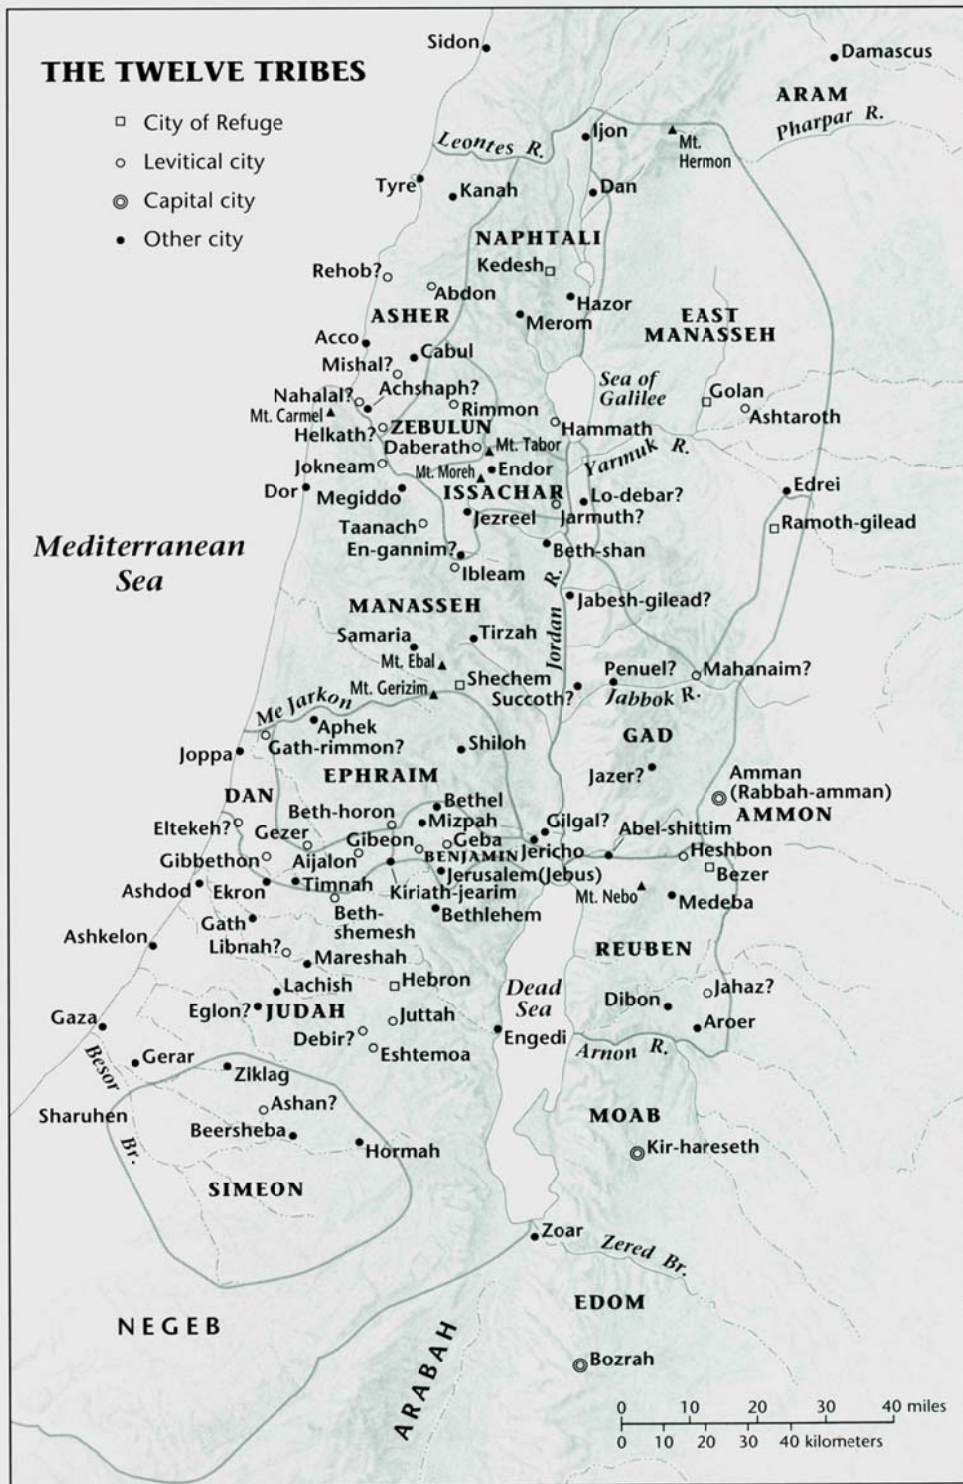 THE TWELVE TRIBES
City of Refuge
Levitical city
Capital city
Other city
Sidon
Damascus
ARAM
Pharpar R.
Leontes R.
Ijon
Mt.
Hermon
Tyre
Kanah
Dan
NAPHTALI
Kedesh
Rehob?
Abdon
Hazor
ASHER
Merom
EAST
MANASSEH
Acco
Cabul
Mishal?
Achshaph?
Sea of
Galilee
Golan
Nahalal?
Rimmon
Ashtaroth
Mt. Carmel
Helkath?
ZEBULUN
Hammath
Daberath
Mt. Tabor
Yarmuk R.
Jokneam
Mt. Moreh
Endor
Dor
Megiddo
ISSACHAR
Lo-debar?
Edrei
Taanach
Jezreel
Jarmuth?
Ramoth-gilead
Mediterranean
Sea
En-gannim?
Beth-shan
Ibleam
Jordan R.
Jabesh-gilead?
MANASSEH
Samaria
Tirzah
Mt. Ebal
Penuel?
Mahanaim?
Mt. Gerizim
Shechem
Succoth?
Jabbok R.
Me Jarkon
Aphek
Gath-rimmon?
GAD
Joppa
Shiloh
EPHRAIM
Jazer?
Amman
(Rabbah-amman)
DAN
Bethel
AMMON
Beth-horon
Mizpah
Gilgal?
Eltekeh?
Gezer
Gibeon
Geba
Jericho
Abel-shittim
Gibbethon
Aijalon
BENJAMIN
Heshbon
Jerusalem(Jebus)
Bezer
Ashdod
Ekron
Timnah
Kiriath-jearim
Mt. Nebo
Medeba
Beth-
shemesh
Bethlehem
Gath
Ashkelon
Libnah?
Mareshah
REUBEN
Lachish
Hebron
Dead
Sea
Jahaz?
Eglon?
JUDAH
Juttah
Dibon
Gaza
Debir?
Engedi
Aroer
Eshtemoa
Arnon R.
Besor Br.
Gerar
Ziklag
Sharuhen
Ashan?
MOAB
Beersheba
Hormah
Kir-hareseth
SIMEON
Zoar
Zered Br.
EDOM
NEGEB
ARABAH
Bozrah
0 10 20 30 40 miles
0 10 20 30 40 kilometers